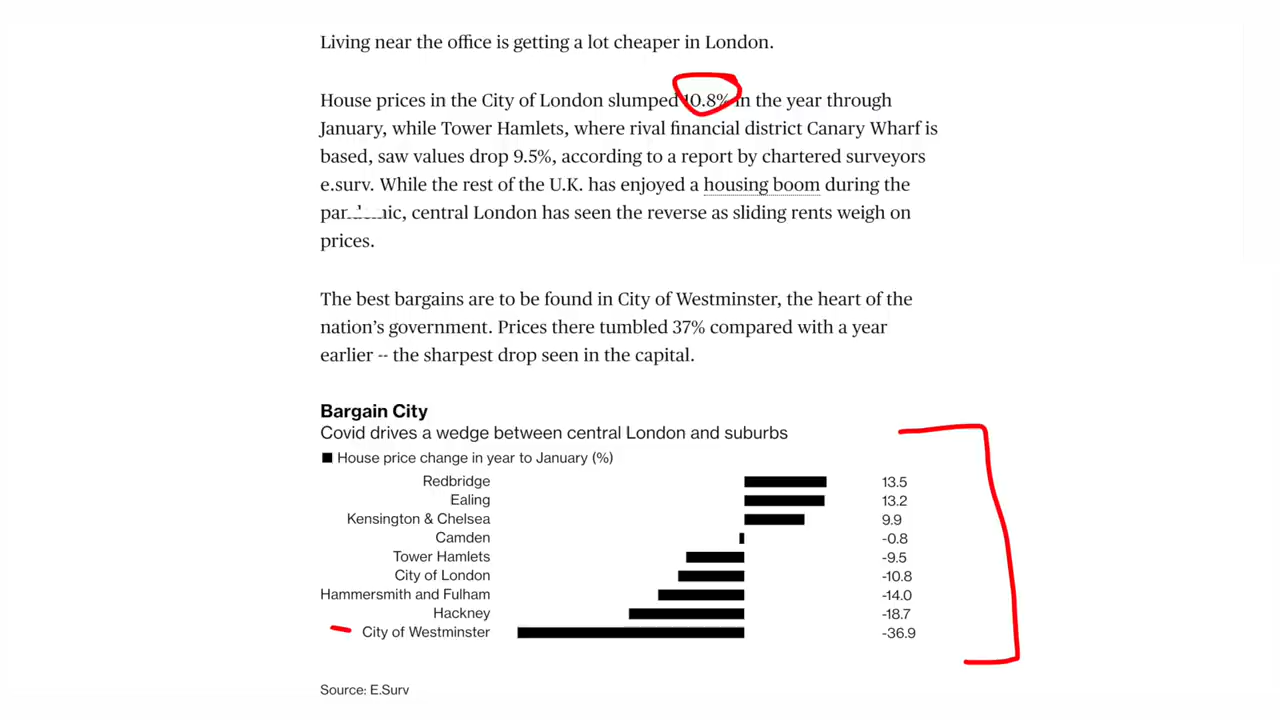 Living near the office is getting a lot cheaper in London.
House prices in the City of London slumped 10.8% in the year through
January, while Tower Hamlets, where rival financial district Canary Wharf is
based, saw values drop 9.5%, according to a report by chartered surveyors
e.surv. While the rest of the U.K. has enjoyed a housing boom during the
pandemic, central London has seen the reverse as sliding rents weigh on
prices.
The best bargains are to be found in City of Westminster, the heart of the
nation's government. Prices there tumbled 37% compared with a year
earlier -- the sharpest drop seen in the capital.
Bargain City
Covid drives a wedge between central London and suburbs
House price change in year to January (%)
Redbridge 13.5
Ealing 13.2
Kensington & Chelsea 9.9
Camden -0.8
Tower Hamlets -9.5
City of London -10.8
Hammersmith and Fulham -14.0
Hackney -18.7
City of Westminster -36.9
Source: E.Surv